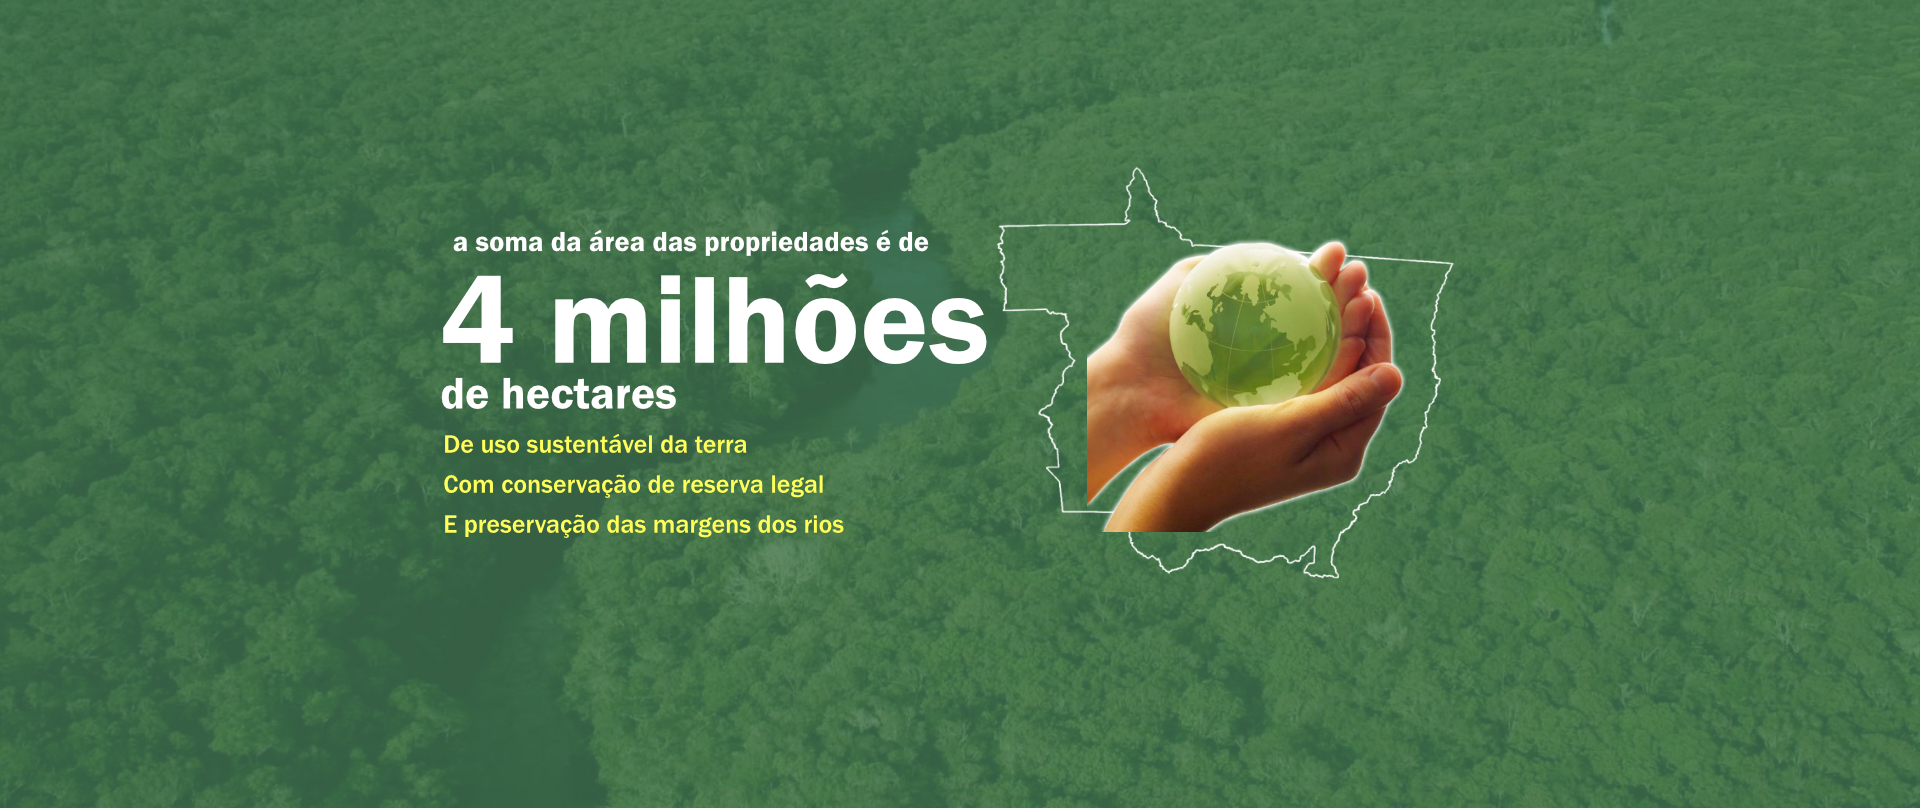 a soma da área das propriedades é de
4 milhões
de hectares
De uso sustentável da terra
Com conservação de reserva legal
E preservação das margens dos rios